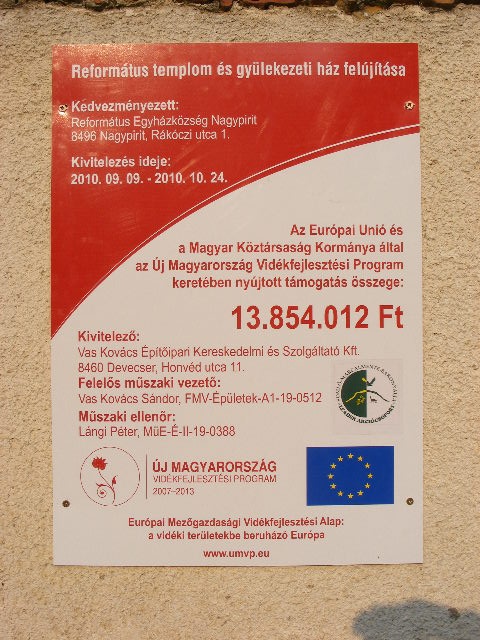 Református templom és gyülekezeti ház felújítása
Kedvezményezett:
Református Egyházközség Nagypirit
8496 Nagypirit, Rákóczi utca 1.
Kivitelezés ideje:
2010. 09. 09. - 2010. 10. 24.
Az Európai Unió és
a Magyar Köztársaság Kormánya által
az Új Magyarország Vidékfejlesztési Program
keretében nyújtott támogatás összege:
13.854.012 Ft
Kivitelező:
Vas Kovács Építőipari Kereskedelmi és Szolgáltató Kft.
8460 Devecser, Honvéd utca 11.
Felelős műszaki vezető:
Vas Kovács Sándor, FMV-Épületek-A1-19-0512
Műszaki ellenőr:
Lángi Péter, MüE-É-II-19-0388
ÚJ MAGYARORSZÁG
VIDÉKFEJLESZTÉSI PROGRAM
2007–2013
Európai Mezőgazdasági Vidékfejlesztési Alap:
a vidéki területekbe beruházó Európa
www.umvp.eu